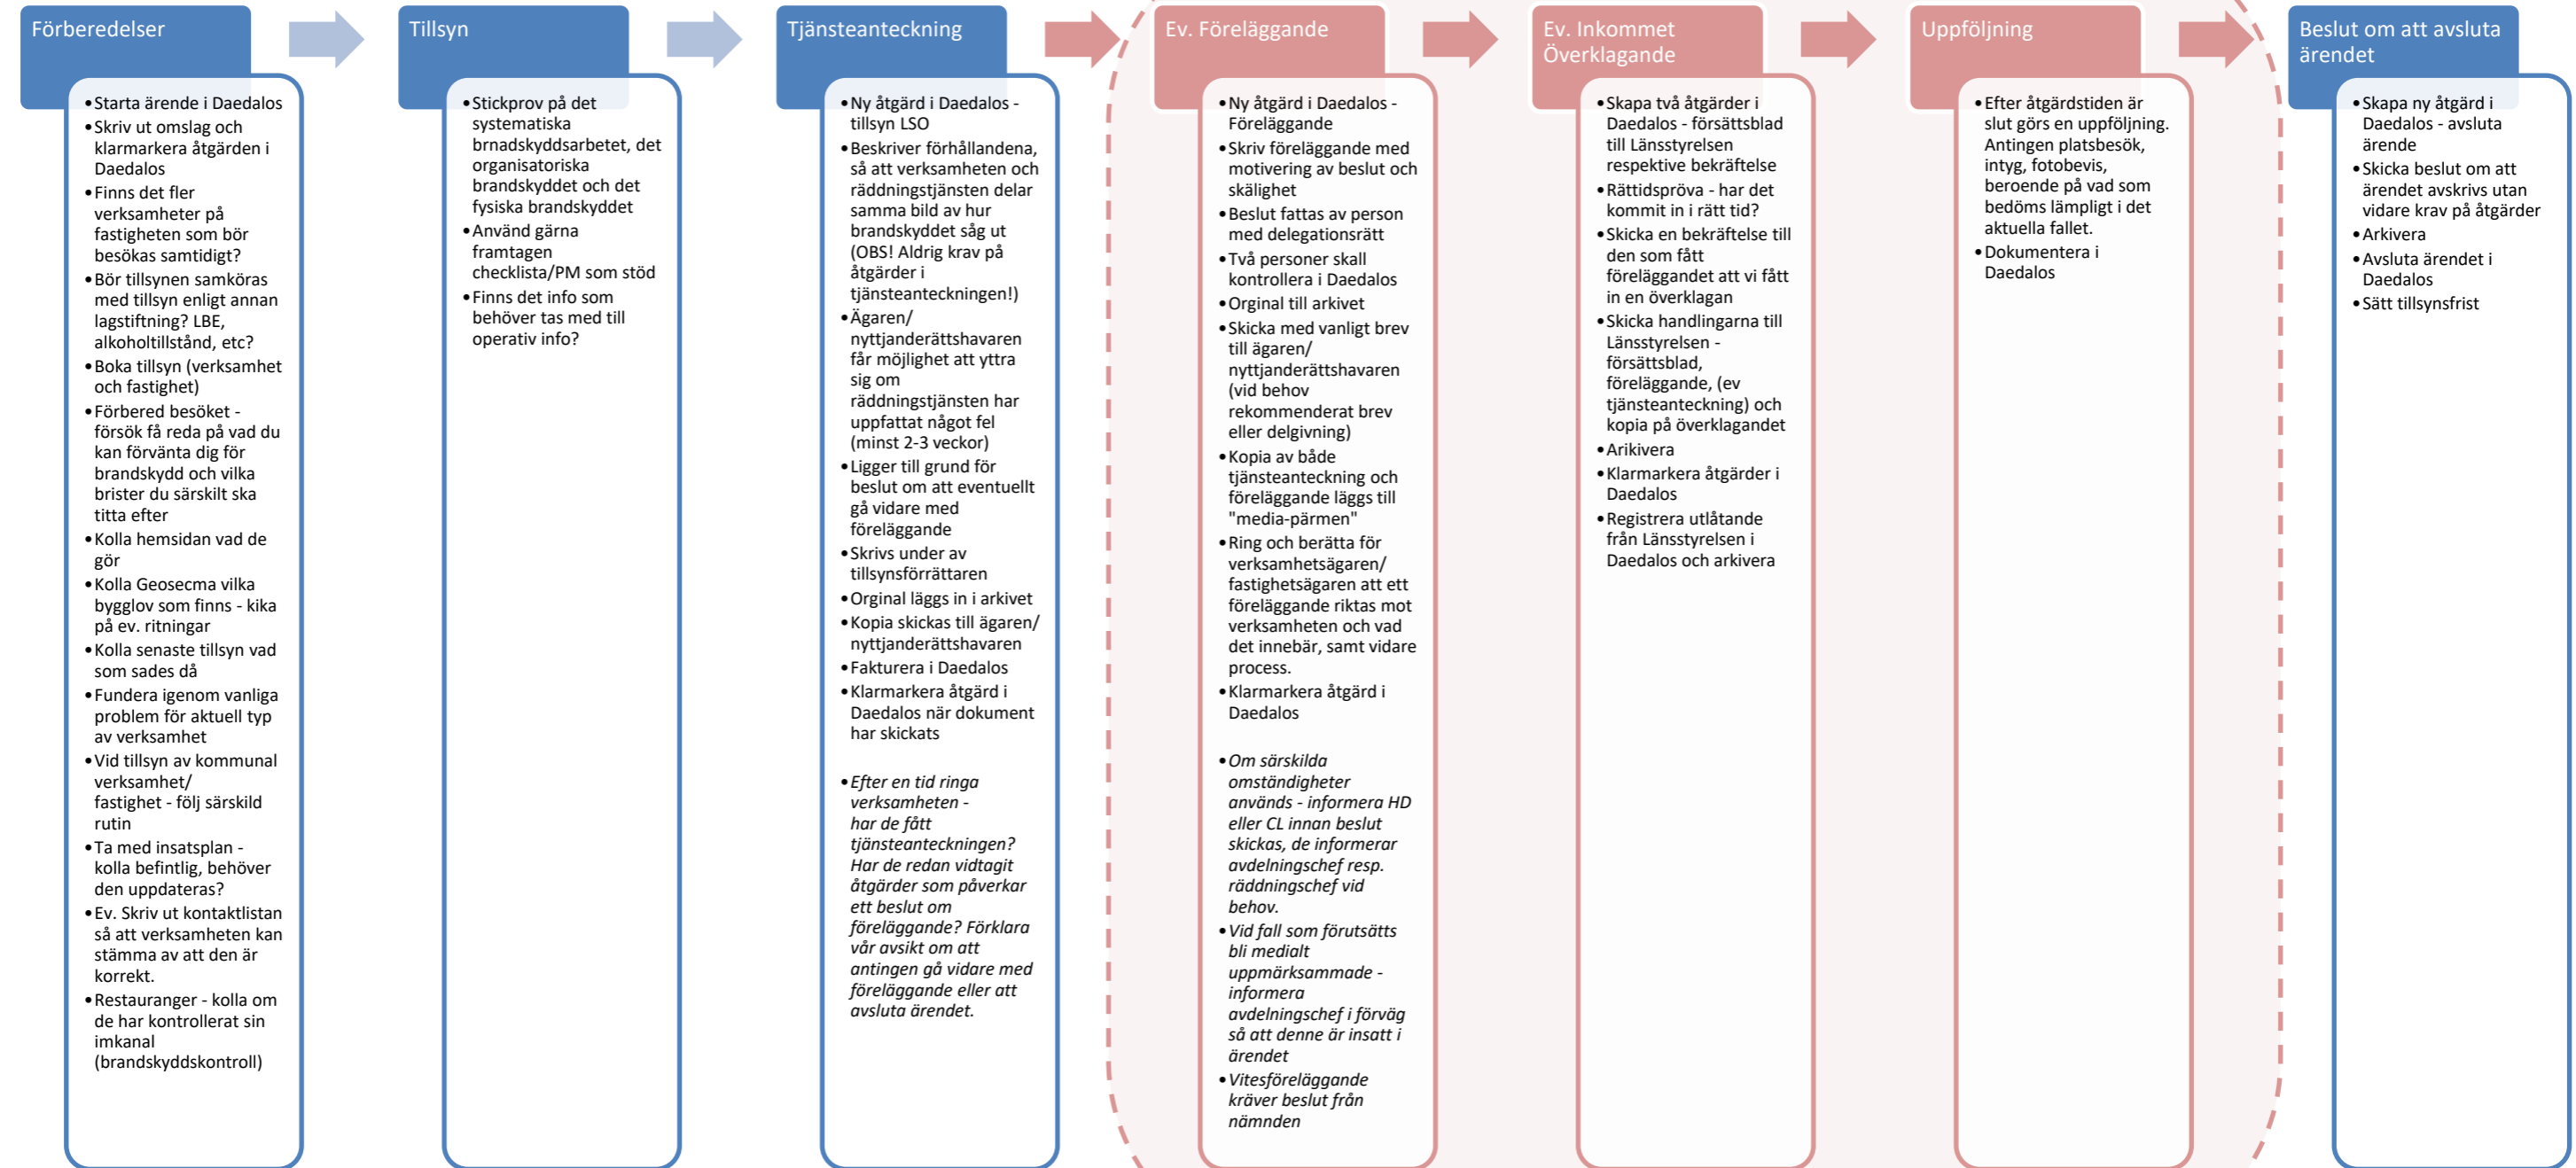 Förberedelser
•Starta ärende i Daedalos
•Skriv ut omslag och
klarmarkera åtgärden i
Daedalos
•Finns det fler
verksamheter på
fastigheten som bör
besökas samtidigt?
•Bör tillsynen samköras
med tillsyn enligt annan
lagstiftning? LBE,
alkoholtillstånd, etc?
•Boka tillsyn (verksamhet
och fastighet)
•Förbered besöket -
försök få reda på vad du
kan förvänta dig för
brandskydd och vilka
brister du särskilt ska
titta efter
•Kolla hemsidan vad de
gör
•Kolla Geosecma vilka
bygglov som finns - kika
på ev. ritningar
•Kolla senaste tillsyn vad
som sades då
•Fundera igenom vanliga
problem för aktuell typ
av verksamhet
•Vid tillsyn av kommunal
verksamhet/
fastighet - följ särskild
rutin
•Ta med insatsplan -
kolla befintlig, behöver
den uppdateras?
•Ev. Skriv ut kontaktlistan
så att verksamheten kan
stämma av att den är
korrekt.
•Restauranger - kolla om
de har kontrollerat sin
imkanal
(brandskyddskontroll)
Tillsyn
•Stickprov på det
systematiska
brnadskyddsarbetet, det
organisatoriska
brandskyddet och det
fysiska brandskyddet
•Använd gärna
framtagen
checklista/PM som stöd
•Finns det info som
behöver tas med till
operativ info?
Tjänsteanteckning
•Ny åtgärd i Daedalos -
tillsyn LSO
•Beskriver förhållandena,
så att verksamheten och
räddningstjänsten delar
samma bild av hur
brandskyddet såg ut
(OBS! Aldrig krav på
åtgärder i
tjänsteanteckningen!)
•Ägaren/
nyttjanderättshavaren
får möjlighet att yttra
sig om
räddningstjänsten har
uppfattat något fel
(minst 2-3 veckor)
•Ligger till grund för
beslut om att eventuellt
gå vidare med
föreläggande
•Skrivs under av
tillsynsförrättaren
•Orginal läggs in i arkivet
•Kopia skickas till ägaren/
nyttjanderättshavaren
•Fakturera i Daedalos
•Klarmarkera åtgärd i
Daedalos när dokument
har skickats
•Efter en tid ringa
verksamheten -
har de fått
tjänsteanteckningen?
Har de redan vidtagit
åtgärder som påverkar
ett beslut om
föreläggande? Förklara
vår avsikt om att
antingen gå vidare med
föreläggande eller att
avsluta ärendet.
Ev. Föreläggande
•Ny åtgärd i Daedalos -
Föreläggande
•Skriv föreläggande med
motivering av beslut och
skälighet
•Beslut fattas av person
med delegationsrätt
•Två personer skall
kontrollera i Daedalos
•Orginal till arkivet
•Skicka med vanligt brev
till ägaren/
nyttjanderättshavaren
(vid behov
rekommenderat brev
eller delgivning)
•Kopia av både
tjänsteanteckning och
föreläggande läggs till
"media-pärmen"
•Ring och berätta för
verksamhetsägaren/
fastighetsägaren att ett
föreläggande riktas mot
verksamheten och vad
det innebär, samt vidare
process.
•Klarmarkera åtgärd i
Daedalos
•Om särskilda
omständigheter
används - informera HD
eller CL innan beslut
skickas, de informerar
avdelningschef resp.
räddningschef vid
behov.
•Vid fall som förutsätts
bli medialt
uppmärksammade -
informera
avdelningschef i förväg
så att denne är insatt i
ärendet
•Vitesföreläggande
kräver beslut från
nämnden
Ev. Inkommet
Överklagande
•Skapa två åtgärder i
Daedalos - försättsblad
till Länsstyrelsen
respektive bekräftelse
•Rättidspröva - har det
kommit in i rätt tid?
•Skicka en bekräftelse till
den som fått
föreläggandet att vi fått
in en överklagan
•Skicka handlingarna till
Länsstyrelsen -
försättsblad,
föreläggande, (ev
tjänsteanteckning) och
kopia på överklagandet
•Arikivera
•Klarmarkera åtgärder i
Daedalos
•Registrera utlåtande
från Länsstyrelsen i
Daedalos och arkivera
Uppföljning
•Efter åtgärdstiden är
slut görs en uppföljning.
Antingen platsbesök,
intyg, fotobevis,
beroende på vad som
bedöms lämpligt i det
aktuella fallet.
•Dokumentera i
Daedalos
Beslut om att avsluta
ärendet
•Skapa ny åtgärd i
Daedalos - avsluta
ärende
•Skicka beslut om att
ärendet avskrivs utan
vidare krav på åtgärder
•Arkivera
•Avsluta ärendet i
Daedalos
•Sätt tillsynsfrist